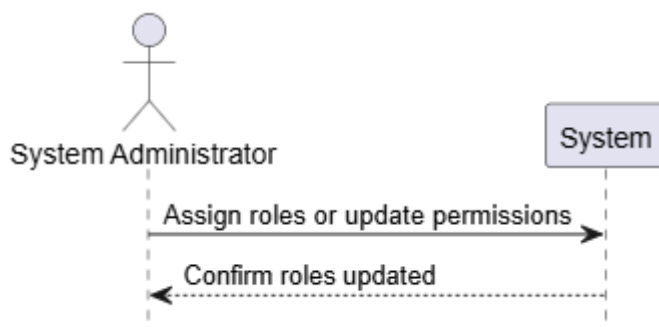 System Administrator
System
Assign roles or update permissions
Confirm roles updated